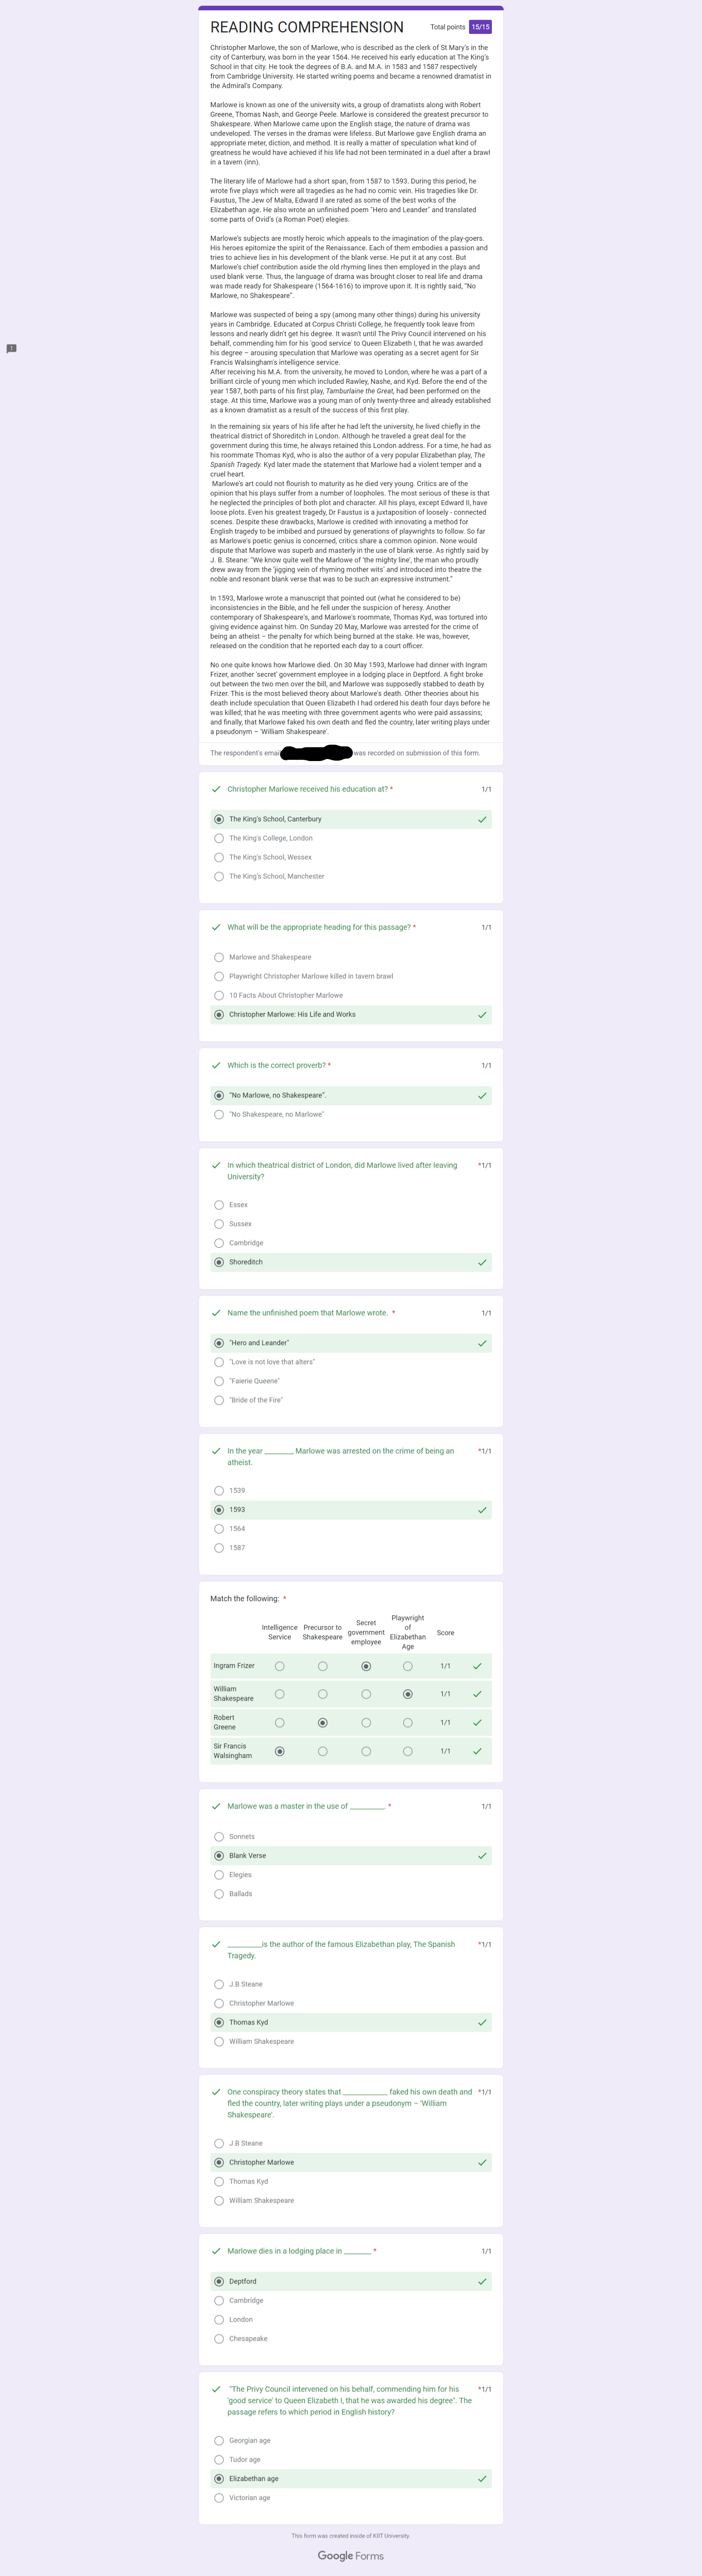 READING COMPREHENSION
Total points 15/15
Christopher Marlowe, the son of Marlowe, who is described as the clerk of St Mary's in the
city of Canterbury, was born in the year 1564. He received his early education at The King's
School in that city. He took the degrees of B.A. and M.A. in 1583 and 1587 respectively
from Cambridge University. He started writing poems and became a renowned dramatist in
the Admiral's Company.
Marlowe is known as one of the university wits, a group of dramatists along with Robert
Greene, Thomas Nash, and George Peele. Marlowe is considered the greatest precursor to
Shakespeare. When Marlowe came upon the English stage, the nature of drama was
undeveloped. The verses in the dramas were lifeless. But Marlowe gave English drama an
appropriate meter, diction, and method. It is really a matter of speculation what kind of
greatness he would have achieved if his life had not been terminated in a duel after a brawl
in a tavern (inn).
The literary life of Marlowe had a short span, from 1587 to 1593. During this period, he
wrote five plays which were all tragedies as he had no comic vein. His tragedies like Dr.
Faustus, The Jew of Malta, Edward II are rated as some of the best works of the
Elizabethan age. He also wrote an unfinished poem "Hero and Leander" and translated
some parts of Ovid's (a Roman Poet) elegies.
Marlowe's subjects are mostly heroic which appeals to the imagination of the play-goers.
His heroes epitomize the spirit of the Renaissance. Each of them embodies a passion and
tries to achieve lies in his development of the blank verse. He put it at any cost. But
Marlowe's chief contribution aside the old rhyming lines then employed in the plays and
used blank verse. Thus, the language of drama was brought closer to real life and drama
was made ready for Shakespeare (1564-1616) to improve upon it. It is rightly said, "No
Marlowe, no Shakespeare".
Marlowe was suspected of being a spy (among many other things) during his university
years in Cambridge. Educated at Corpus Christi College, he frequently took leave from
lessons and nearly didn't get his degree. It wasn't until The Privy Council intervened on his
behalf, commending him for his 'good service' to Queen Elizabeth I, that he was awarded
his degree – arousing speculation that Marlowe was operating as a secret agent for Sir
Francis Walsingham's intelligence service.
After receiving his M.A. from the university, he moved to London, where he was a part of a
brilliant circle of young men which included Rawley, Nashe, and Kyd. Before the end of the
year 1587, both parts of his first play, Tamburlaine the Great, had been performed on the
stage. At this time, Marlowe was a young man of only twenty-three and already established
as a known dramatist as a result of the success of this first play.
In the remaining six years of his life after he had left the university, he lived chiefly in the
theatrical district of Shoreditch in London. Although he traveled a great deal for the
government during this time, he always retained this London address. For a time, he had as
his roommate Thomas Kyd, who is also the author of a very popular Elizabethan play, The
Spanish Tragedy. Kyd later made the statement that Marlowe had a violent temper and a
cruel heart.
Marlowe's art could not flourish to maturity as he died very young. Critics are of the
opinion that his plays suffer from a number of loopholes. The most serious of these is that
he neglected the principles of both plot and character. All his plays, except Edward II, have
loose plots. Even his greatest tragedy, Dr Faustus is a juxtaposition of loosely - connected
scenes. Despite these drawbacks, Marlowe is credited with innovating a method for
English tragedy to be imbibed and pursued by generations of playwrights to follow. So far
as Marlowe's poetic genius is concerned, critics share a common opinion. None would
dispute that Marlowe was superb and masterly in the use of blank verse. As rightly said by
J. B. Steane: "We know quite well the Marlowe of 'the mighty line', the man who proudly
drew away from the 'jigging vein of rhyming mother wits' and introduced into theatre the
noble and resonant blank verse that was to be such an expressive instrument."
In 1593, Marlowe wrote a manuscript that pointed out (what he considered to be)
inconsistencies in the Bible, and he fell under the suspicion of heresy. Another
contemporary of Shakespeare's, and Marlowe's roommate, Thomas Kyd, was tortured into
giving evidence against him. On Sunday 20 May, Marlowe was arrested for the crime of
being an atheist – the penalty for which being burned at the stake. He was, however,
released on the condition that he reported each day to a court officer.
No one quite knows how Marlowe died. On 30 May 1593, Marlowe had dinner with Ingram
Frizer, another 'secret' government employee in a lodging place in Deptford. A fight broke
out between the two men over the bill, and Marlowe was supposedly stabbed to death by
Frizer. This is the most believed theory about Marlowe's death. Other theories about his
death include speculation that Queen Elizabeth I had ordered his death four days before he
was killed; that he was meeting with three government agents who were paid assassins;
and finally, that Marlowe faked his own death and fled the country, later writing plays under
a pseudonym – 'William Shakespeare'.
The respondent's email was recorded on submission of this form.
Christopher Marlowe received his education at? *
1/1
The King's School, Canterbury
The King's College, London
The King's School, Wessex
The King's School, Manchester
What will be the appropriate heading for this passage? *
1/1
Marlowe and Shakespeare
Playwright Christopher Marlowe killed in tavern brawl
10 Facts About Christopher Marlowe
Christopher Marlowe: His Life and Works
Which is the correct proverb? *
1/1
"No Marlowe, no Shakespeare".
"No Shakespeare, no Marlowe"
In which theatrical district of London, did Marlowe lived after leaving
University?
*1/1
Essex
Sussex
Cambridge
Shoreditch
Name the unfinished poem that Marlowe wrote. *
1/1
"Hero and Leander"
"Love is not love that alters"
"Faierie Queene"
"Bride of the Fire"
In the year ________ Marlowe was arrested on the crime of being an
atheist.
*1/1
1539
1593
1564
1587
Match the following: *
Intelligence Service
Precursor to Shakespeare
Secret government employee
Playwright of Elizabethan Age
Score
Ingram Frizer
1/1
William Shakespeare
1/1
Robert Greene
1/1
Sir Francis Walsingham
1/1
Marlowe was a master in the use of _________. *
1/1
Sonnets
Blank Verse
Elegies
Ballads
_________is the author of the famous Elizabethan play, The Spanish
Tragedy.
*1/1
J.B Steane
Christopher Marlowe
Thomas Kyd
William Shakespeare
One conspiracy theory states that ____________ faked his own death and
fled the country, later writing plays under a pseudonym – 'William
Shakespeare'.
*1/1
J.B Steane
Christopher Marlowe
Thomas Kyd
William Shakespeare
Marlowe dies in a lodging place in _______ *
1/1
Deptford
Cambridge
London
Chesapeake
"The Privy Council intervened on his behalf, commending him for his
'good service' to Queen Elizabeth I, that he was awarded his degree". The
passage refers to which period in English history?
*1/1
Georgian age
Tudor age
Elizabethan age
Victorian age
This form was created inside of KIIT University.
Google Forms